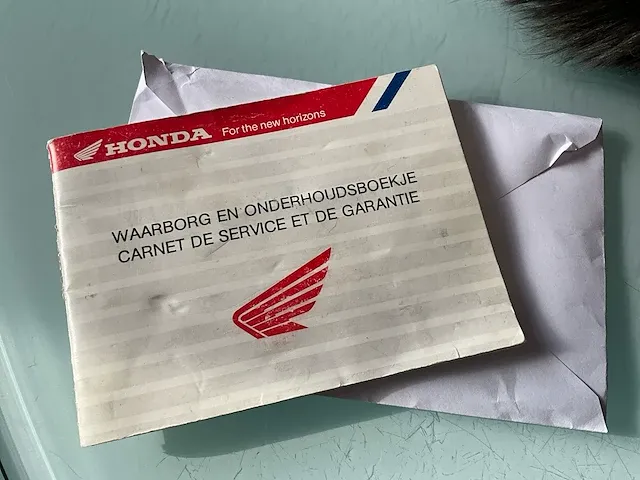 HONDA For the new horizons
WAARBORG EN ONDERHOUDSBOEKJE
CARNET DE SERVICE ET DE GARANTIE